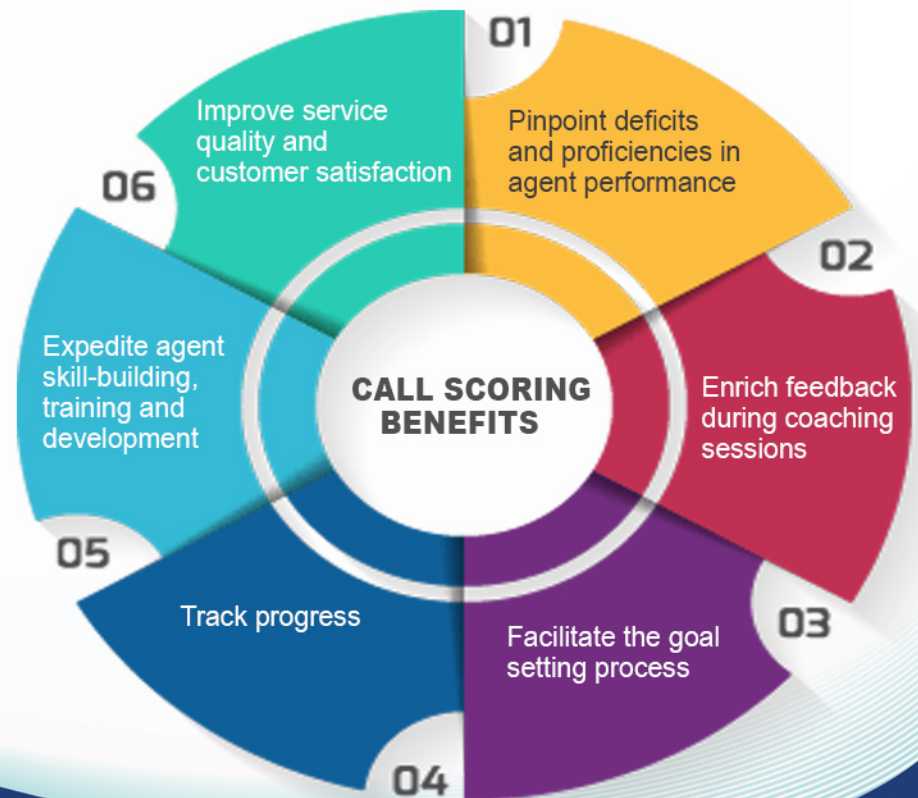 CALL SCORING
BENEFITS
01
Pinpoint deficits
and proficiencies in
agent performance
02
Enrich feedback
during coaching
sessions
03
Facilitate the goal
setting process
04
Track progress
05
Expedite agent
skill-building,
training and
development
06
Improve service
quality and
customer satisfaction